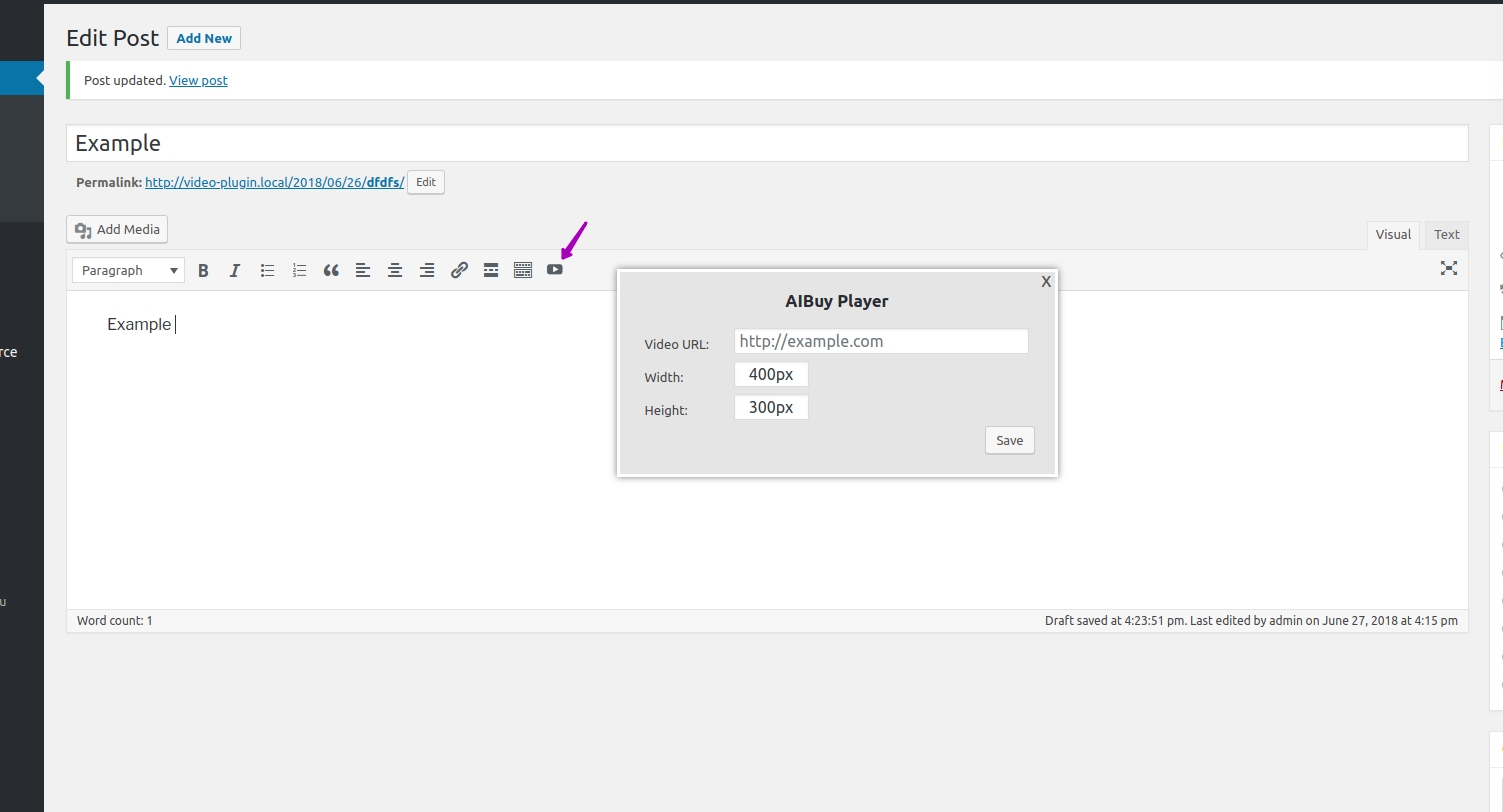 Edit Post Add New
Post updated. View post
Example
Permalink: http://video-plugin.local/2018/06/26/dfdfs/ Edit
Add Media
Visual Text
Paragraph B I
X
AIBuy Player
Example
Video URL: http://example.com
Width: 400px
Height: 300px
Save
rce
u
Word count: 1
Draft saved at 4:23:51 pm. Last edited by admin on June 27, 2018 at 4:15 pm